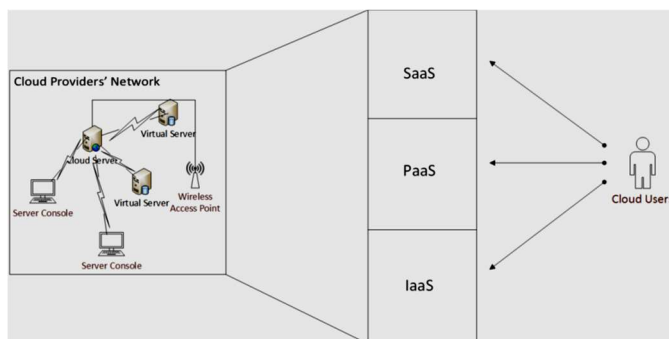 Cloud Providers' Network
Virtual Server
Cloud Server
Virtual Server
Wireless
Access Point
Server Console
Server Console
SaaS
PaaS
IaaS
Cloud User